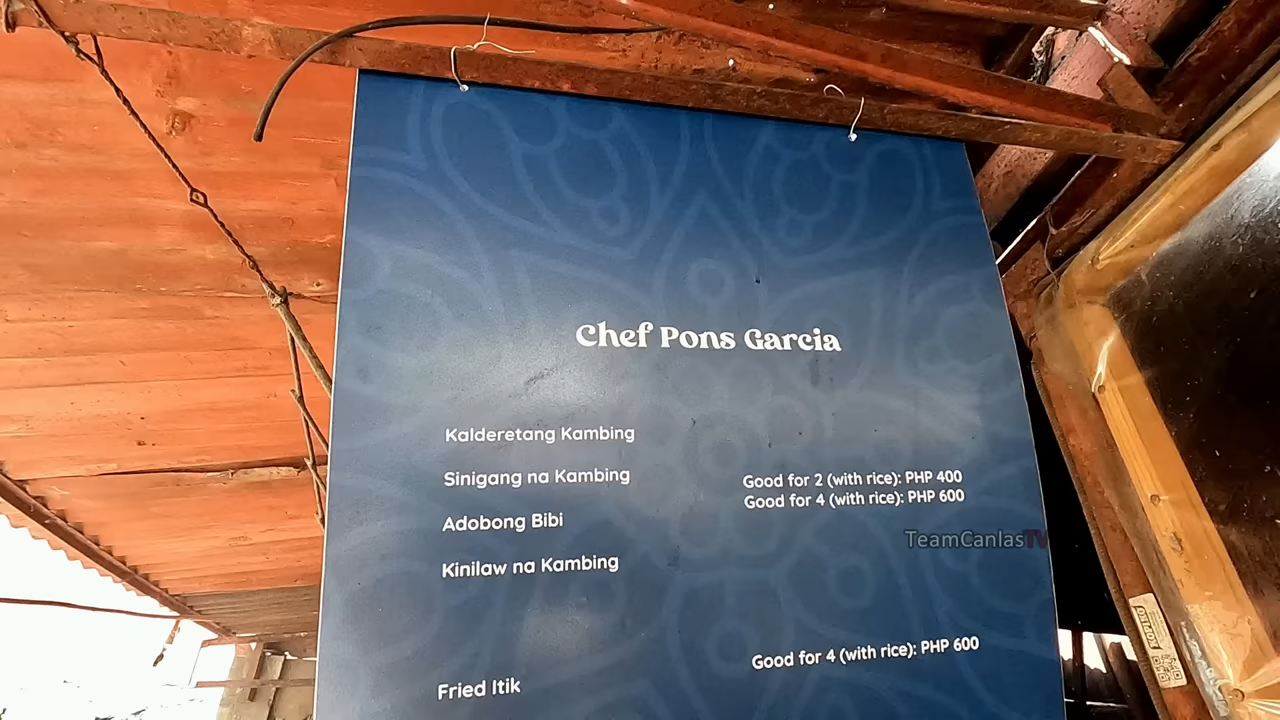 Chef Pons Garcia
Kalderetang Kambing
Sinigang na Kambing
Good for 2 (with rice): PHP 400
Good for 4 (with rice): PHP 600
Adobong Bibi
Kinilaw na Kambing
Good for 4 (with rice): PHP 600
Fried Itik
TeamCanlasTV